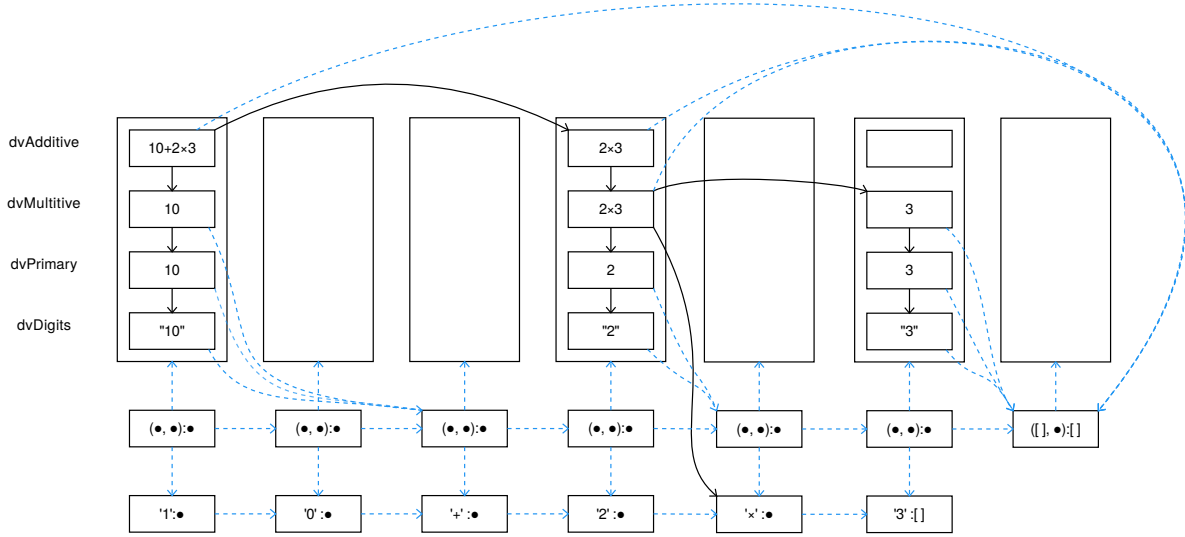 dvAdditive 10+2×3 2×3
dvMultitive 10 2×3 3
dvPrimary 10 2 3
dvDigits "10" "2" "3"
(●, ●):● (●, ●):● (●, ●):● (●, ●):● (●, ●):● (●, ●):● ([ ], ●):[ ]
'1':● '0' :● '+' :● '2' :● '×' :● '3' :[ ]